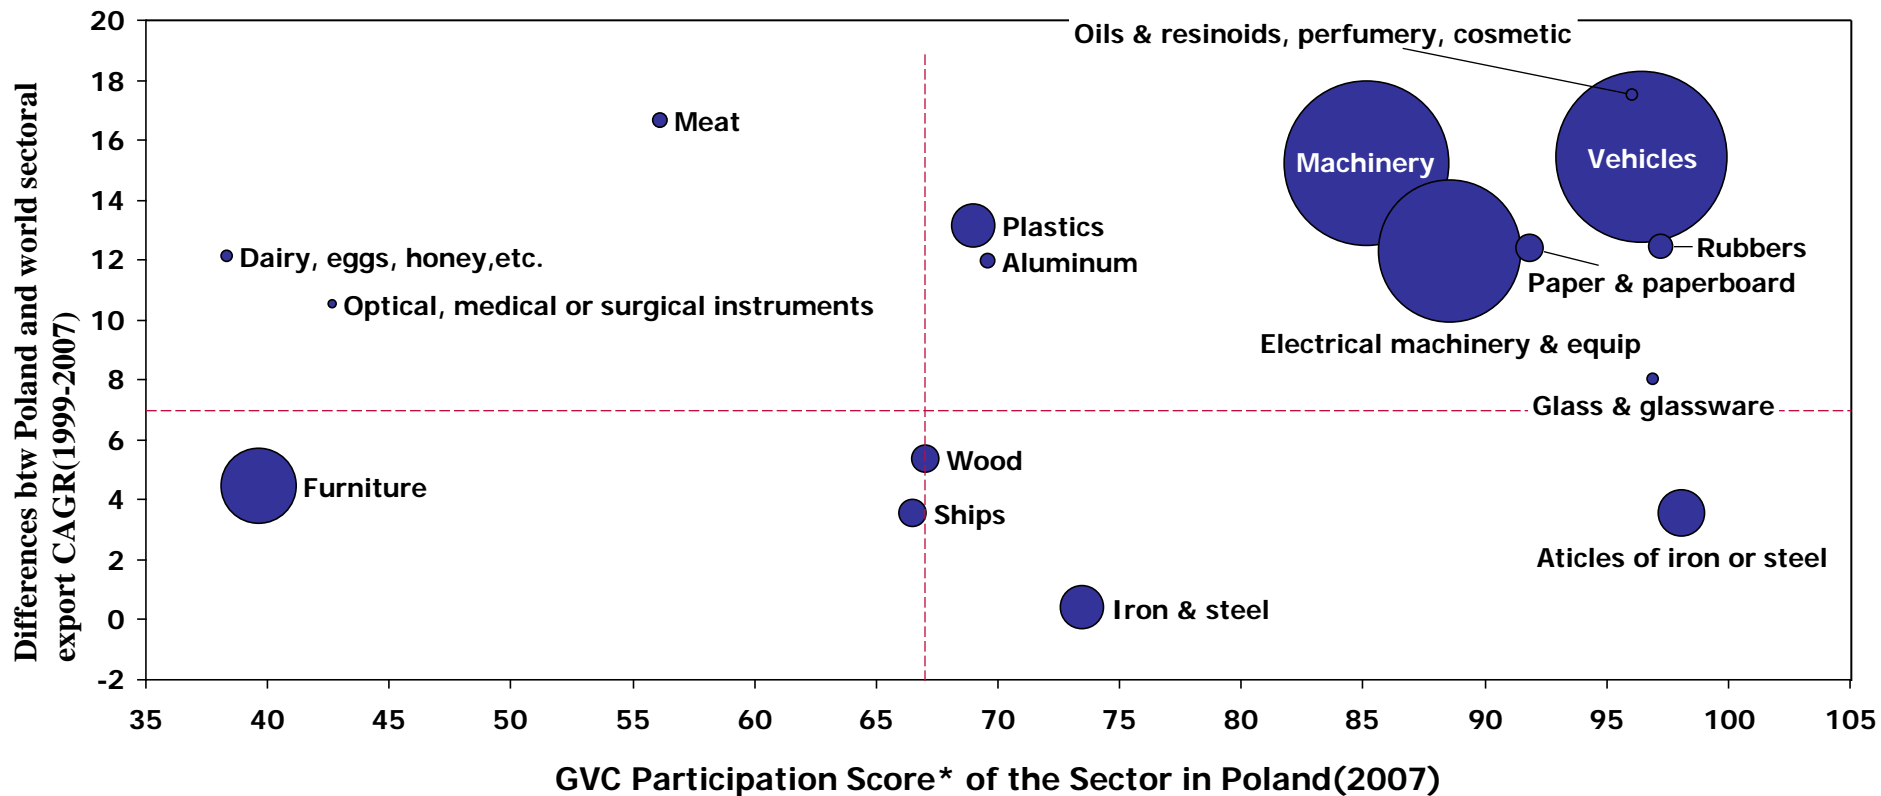 Differences btw Poland and world sectoral
export CAGR(1999-2007)
20
18
16
14
12
10
8
6
4
2
0
-2
Oils & resinoids, perfumery, cosmetic
Meat
Machinery
Vehicles
Plastics
Aluminum
Dairy, eggs, honey,etc.
Optical, medical or surgical instruments
Rubbers
Paper & paperboard
Electrical machinery & equip
Glass & glassware
Wood
Furniture
Ships
Aticles of iron or steel
Iron & steel
35 40 45 50 55 60 65 70 75 80 85 90 95 100 105
GVC Participation Score* of the Sector in Poland(2007)